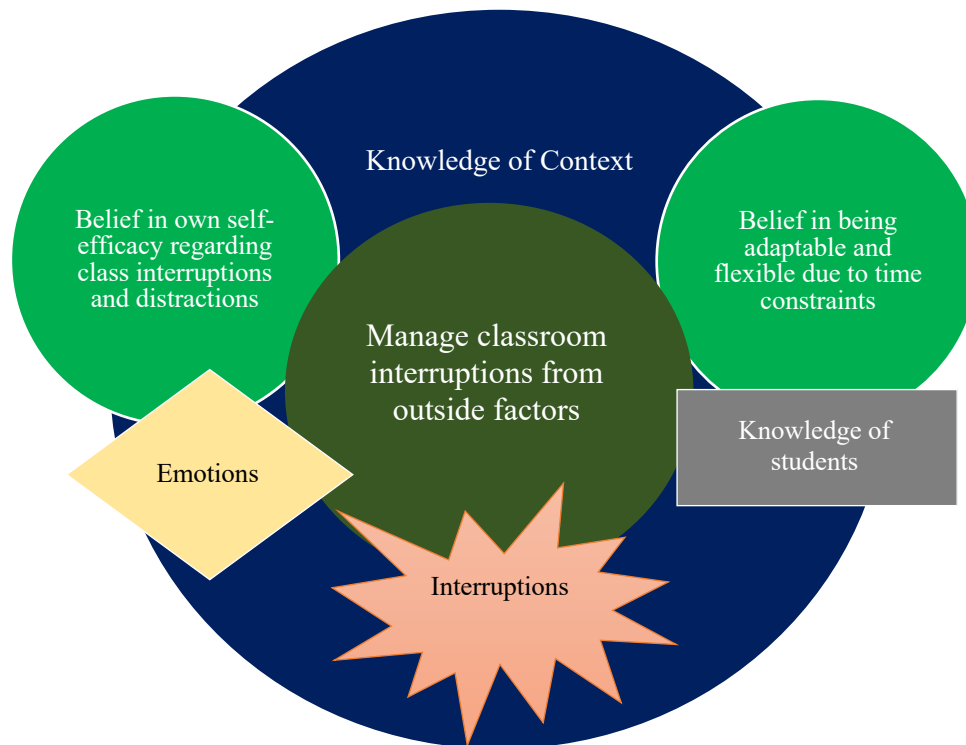 Knowledge of Context
Belief in own self-
efficacy regarding
class interruptions
and distractions
Belief in being
adaptable and
flexible due to time
constraints
Manage classroom
interruptions from
outside factors
Emotions
Knowledge of
students
Interruptions